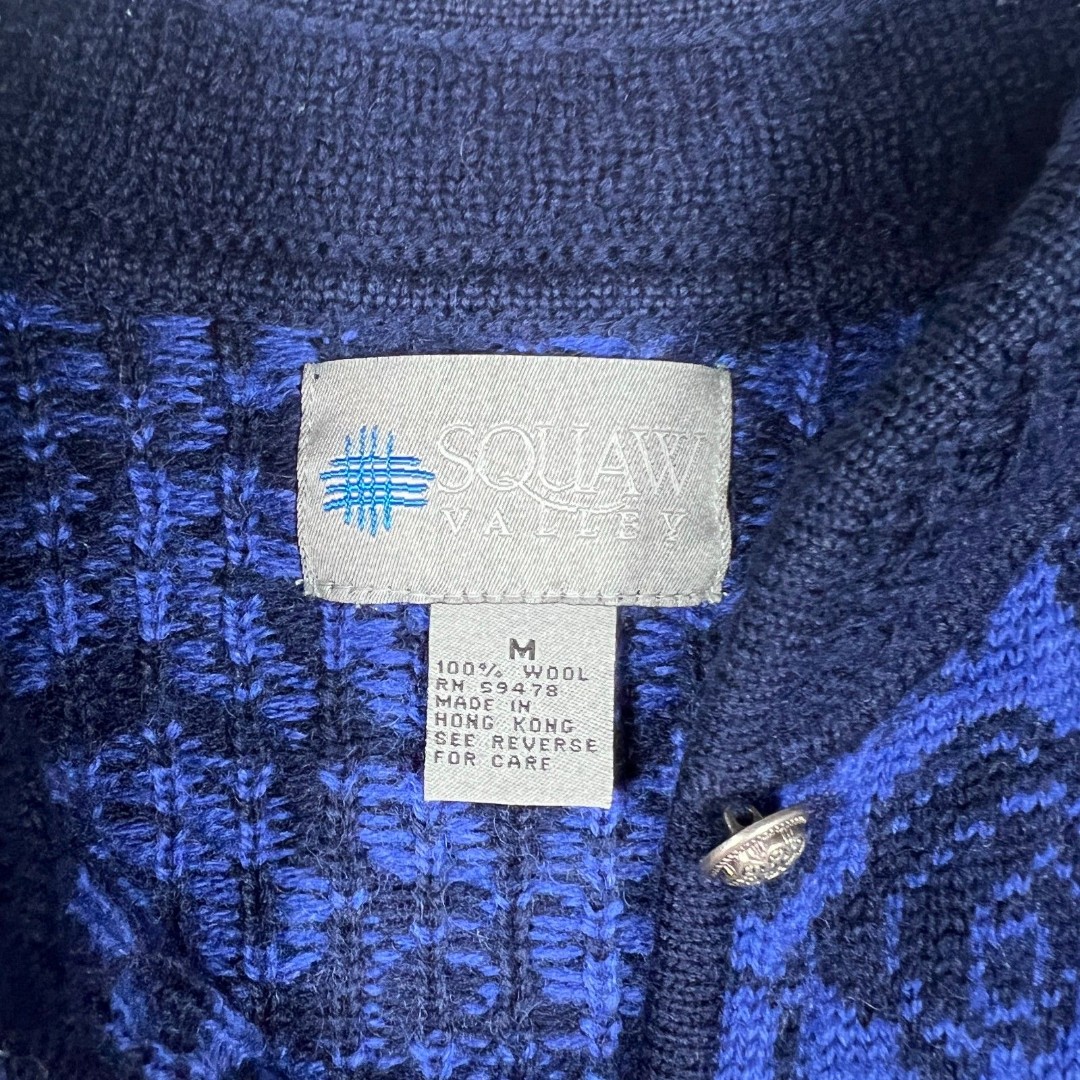 SQUAW
VALLEY
M
100% WOOL
RN 59478
MADE IN
HONG KONG
SEE REVERSE
FOR CARE